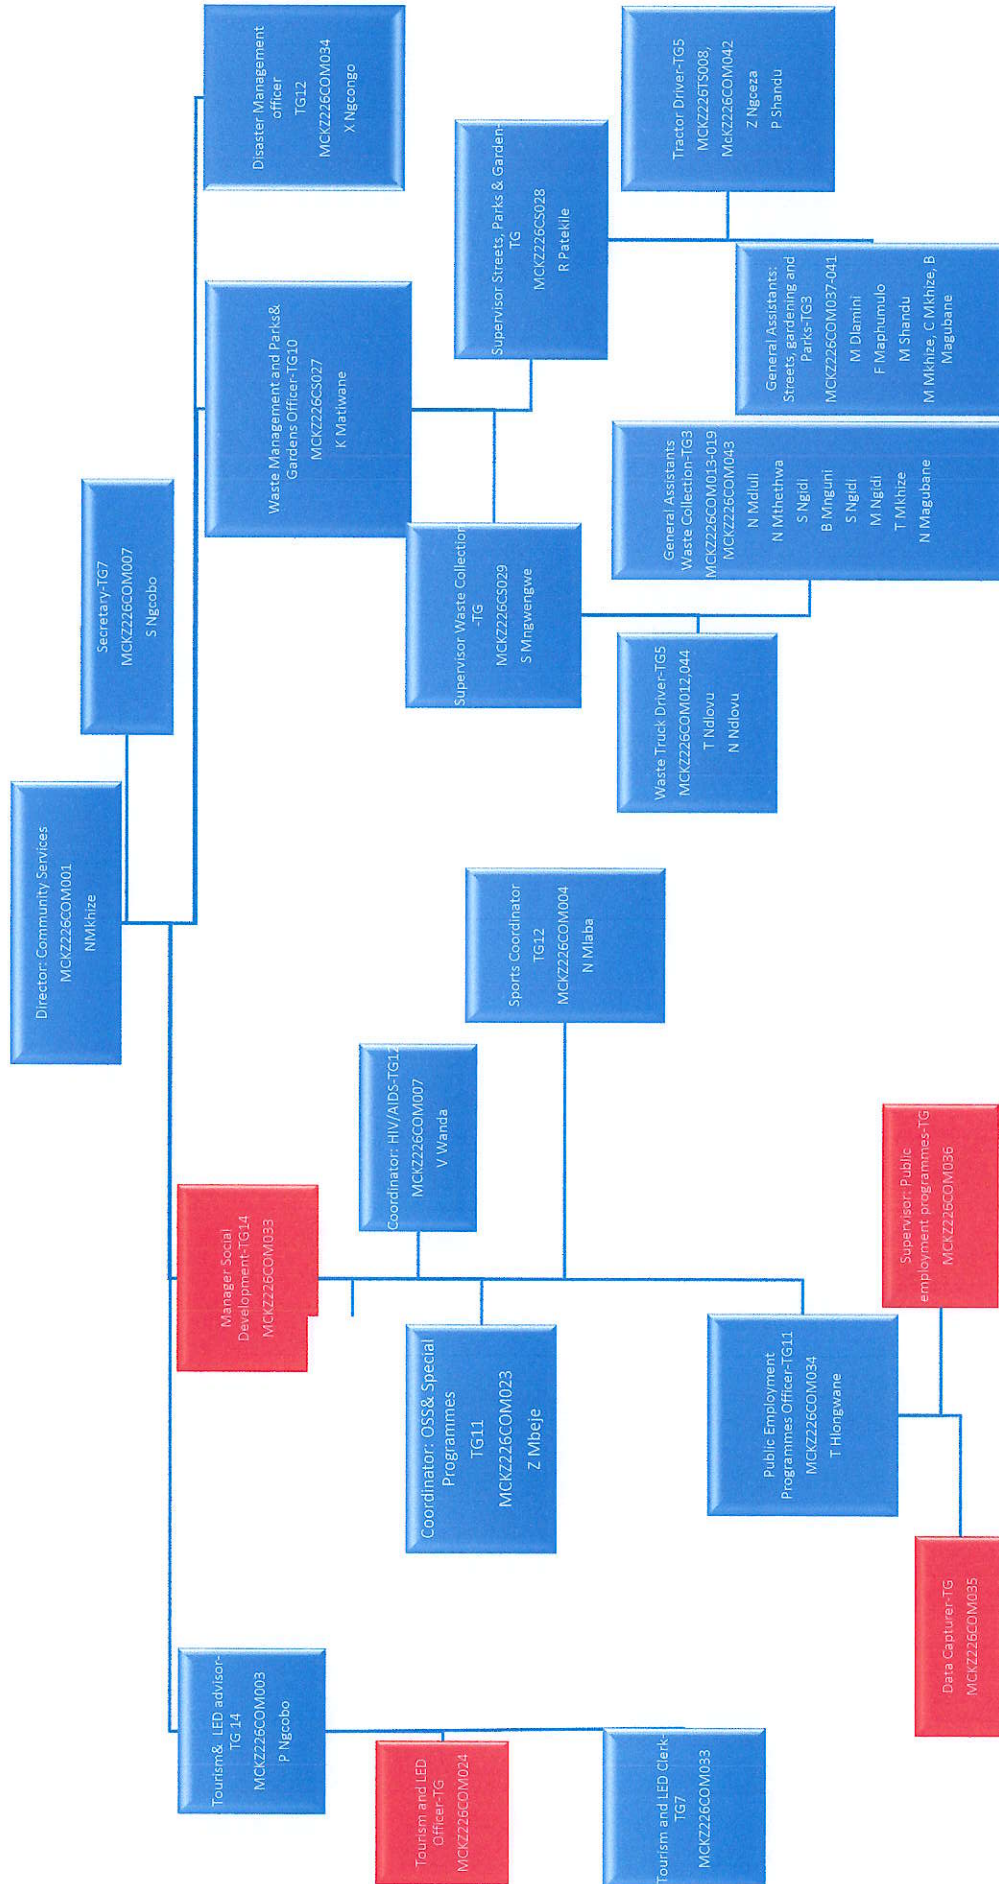 Director: Community Services
MCKZ226COM001
NMkhize
Secretary-TG7
MCKZ226COM007
S Ngcobo
Tourism& LED advisor-
TG 14
MCKZ226COM003
P Ngcobo
Manager Social
Development-TG14
MCKZ226COM033
Waste Management and Parks&
Gardens Officer-TG10
MCKZ226CS027
K Matiwane
Disaster Management
officer
TG12
MCKZ226COM034
X Ngcongo
Tourism and LED
Officer-TG
MCKZ226COM024
Tourism and LED Clerk-
TG7
MCKZ226COM033
Coordinator: HIV/AIDS-TG12
MCKZ226COM007
V Wanda
Coordinator: OSS& Special
Programmes
TG11
MCKZ226COM023
Z Mbeje
Sports Coordinator
TG12
MCKZ226COM004
N Mlaba
Public Employment
Programmes Officer-TG11
MCKZ226COM034
T Hlongwane
Data Capturer-TG
MCKZ226COM035
Supervisor: Public
employment programmes-TG
MCKZ226COM036
Supervisor Waste Collection
-TG
MCKZ226CS029
S Mngwengwe
Supervisor Streets, Parks & Garden-
TG
MCKZ226CS028
R Patekile
Waste Truck Driver-TG5
MCKZ226COM012,044
T Ndlovu
N Ndlovu
General Assistants
Waste Collection-TG3
MCKZ226COM013-019
MCKZ226COM043
N Mdluli
N Mthethwa
S Ngidi
B Mnguni
S Ngidi
M Ngidi
T Mkhize
N Magubane
General Assistants:
Streets, gardening and
Parks-TG3
MCKZ226COM037-041
M Dlamini
F Maphumulo
M Shandu
M Mkhize, C Mkhize, B
Magubane
Tractor Driver-TG5
MCKZ226TS008,
McKZ226COM042
Z Ngceza
P Shandu